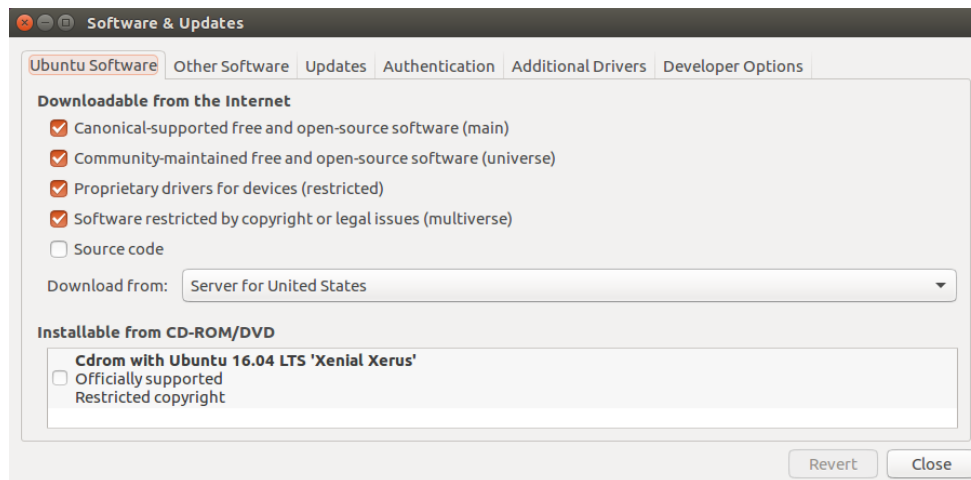 Software & Updates
Ubuntu Software Other Software Updates Authentication Additional Drivers Developer Options
Downloadable from the Internet
Canonical-supported free and open-source software (main)
Community-maintained free and open-source software (universe)
Proprietary drivers for devices (restricted)
Software restricted by copyright or legal issues (multiverse)
Source code
Download from: Server for United States
Installable from CD-ROM/DVD
Cdrom with Ubuntu 16.04 LTS 'Xenial Xerus'
Officially supported
Restricted copyright
Revert Close